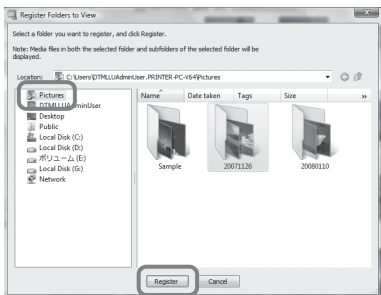 Register Folders to View
Select a folder you want to register, and click Register.
Note: Media files in both the selected folder and subfolders of the selected folder will be
displayed.
Location: C:\Users\DTMLLUAdminUser.PRINTER-PC-V64\Pictures
Pictures
DTMLLUAdminUser
Desktop
Public
Local Disk (C:)
Local Disk (D:)
ボリューム (E:)
Local Disk (G:)
Network
Name Date taken Tags Size »
Sample 20071126 20080110
Register Cancel